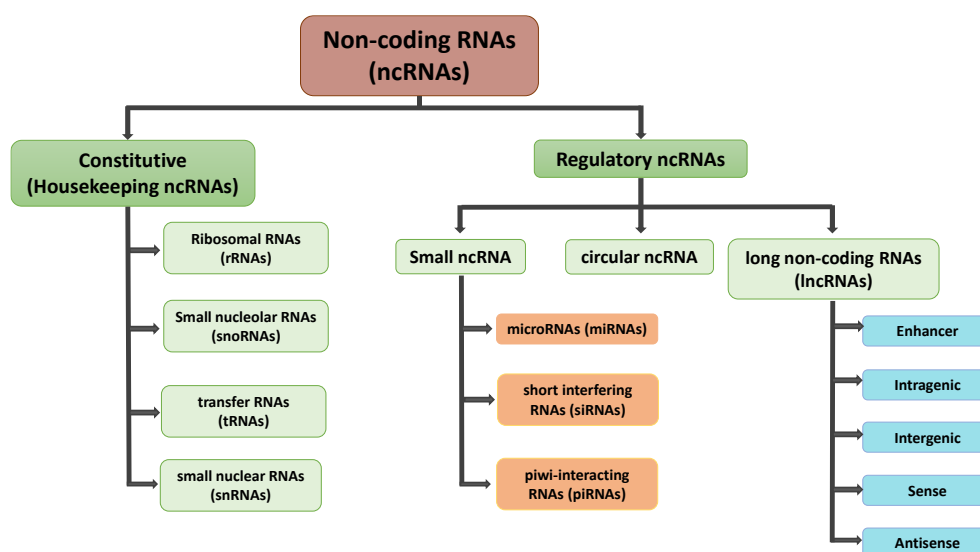 Non-coding RNAs
(ncRNAs)
Constitutive
(Housekeeping ncRNAs)
Regulatory ncRNAs
Ribosomal RNAs
(rRNAs)
Small nucleolar RNAs
(snoRNAs)
transfer RNAs
(tRNAs)
small nuclear RNAs
(snRNAs)
Small ncRNA
circular ncRNA
long non-coding RNAs
(lncRNAs)
microRNAs (miRNAs)
short interfering
RNAs (siRNAs)
piwi-interacting
RNAs (piRNAs)
Enhancer
Intragenic
Intergenic
Sense
Antisense